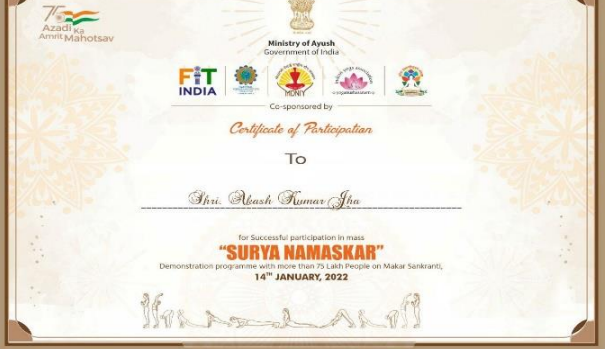 75
Azadi Ka
Amrit Mahotsav
Ministry of Ayush
Government of India
FIT
INDIA
MDNIY
Co-sponsored by
Certificate of Participation
To
Shri. Akash Kumar Jha
for Successful participation in mass
“SURYA NAMASKAR”
Demonstration programme with more than 75 Lakh People on Makar Sankranti,
14TH JANUARY, 2022